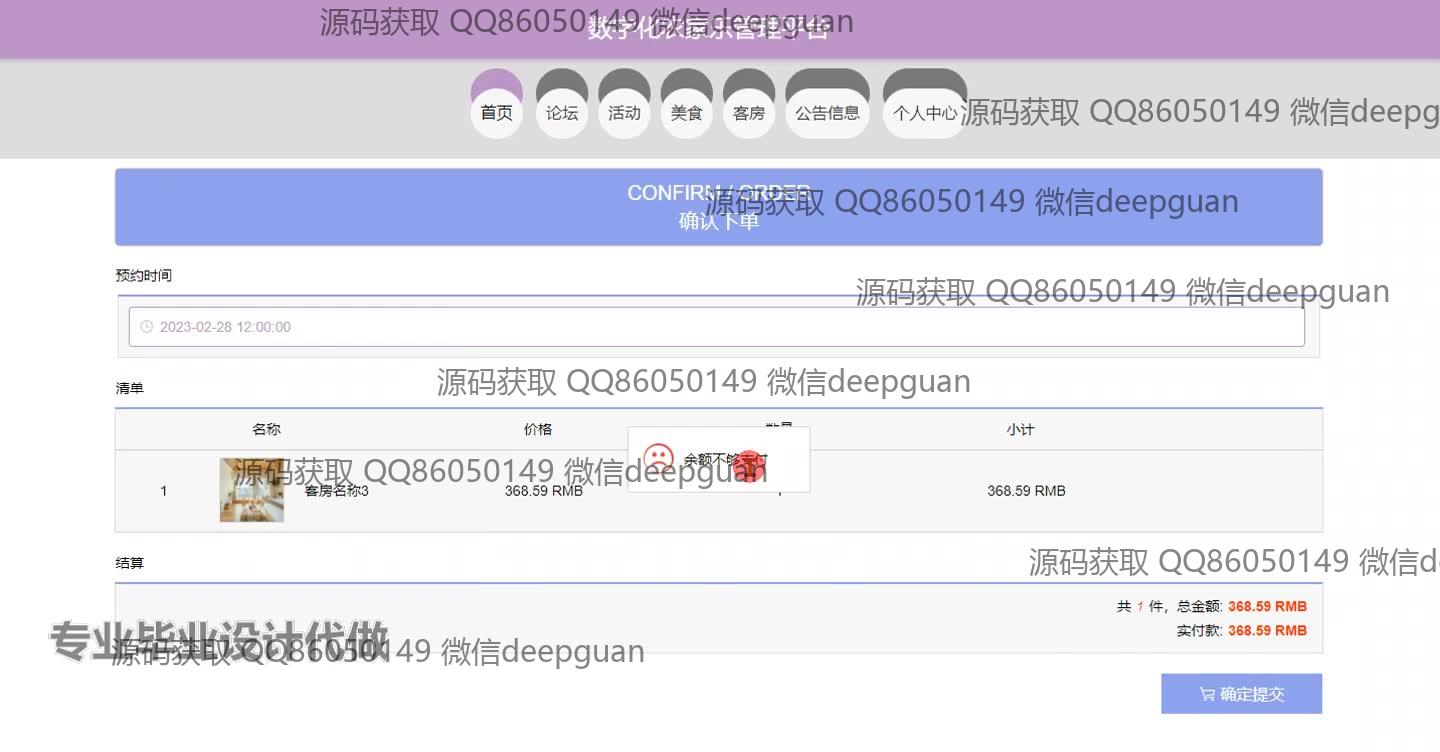 源码获取 QQ86050149 微信deepguan
数字化农家乐管理平台
首页 论坛 活动 美食 客房 公告信息 个人中心
源码获取 QQ86050149 微信deepg
CONFIRM / ORDER
源码获取 QQ86050149 微信deepguan
确认下单
预约时间
源码获取 QQ86050149 微信deepguan
2023-02-28 12:00:00
清单
源码获取 QQ86050149 微信deepguan
名称 价格 数量 小计
余额不够支付
源码获取 QQ86050149 微信deepguan
1 客房名称3 368.59 RMB 368.59 RMB
结算
源码获取 QQ86050149 微信d
共 1 件，总金额: 368.59 RMB
实付款: 368.59 RMB
专业毕业设计代做
源码获取 QQ86050149 微信deepguan
确定提交